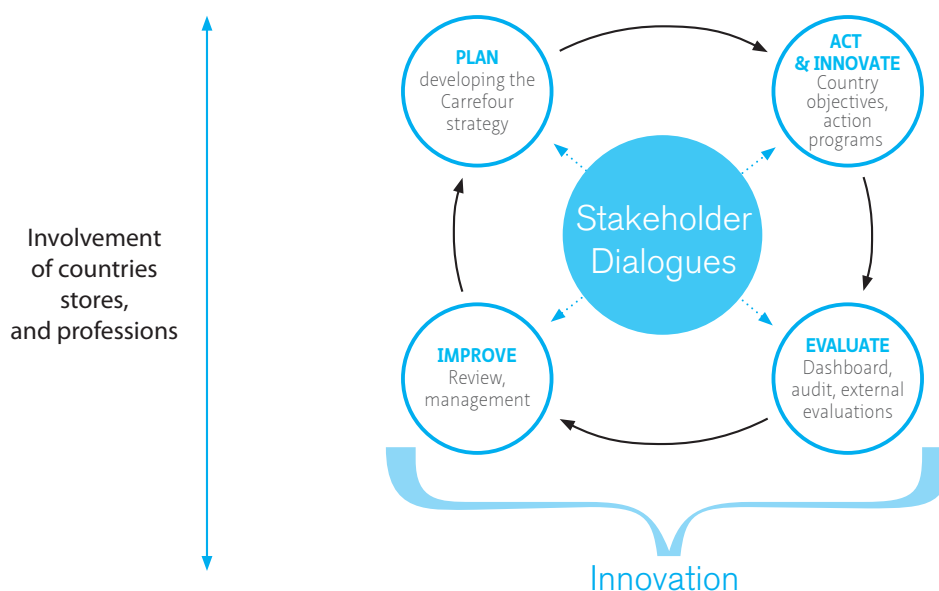 PLAN
developing the
Carrefour
strategy
ACT
& INNOVATE
Country
objectives,
action
programs
Stakeholder
Dialogues
Involvement
of countries
stores,
and professions
IMPROVE
Review,
management
EVALUATE
Dashboard,
audit, external
evaluations
Innovation